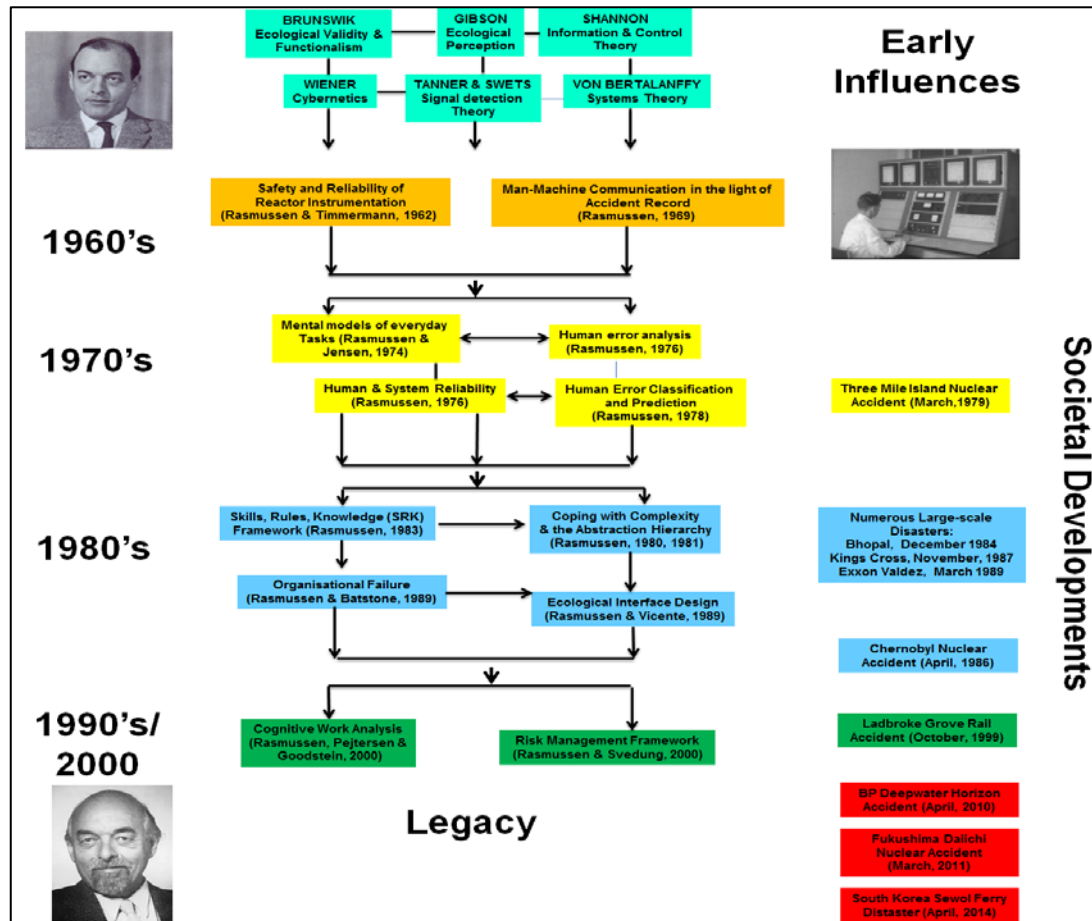 BRUNSWIK
Ecological Validity &
Functionalism
GIBSON
Ecological
Perception
SHANNON
Information & Control
Theory
Early
Influences
WIENER
Cybernetics
TANNER & SWETS
Signal detection
Theory
VON BERTALANFFY
Systems Theory
1960's
Safety and Reliability of
Reactor Instrumentation
(Rasmussen & Timmermann, 1962)
Man-Machine Communication in the light of
Accident Record
(Rasmussen, 1969)
1970's
Mental models of everyday
Tasks (Rasmussen &
Jensen, 1974)
Human error analysis
(Rasmussen, 1976)
Human & System Reliability
(Rasmussen, 1976)
Human Error Classification
and Prediction
(Rasmussen, 1978)
Three Mile Island Nuclear
Accident (March,1979)
Societal Developments
1980's
Skills, Rules, Knowledge (SRK)
Framework (Rasmussen, 1983)
Coping with Complexity
& the Abstraction Hierarchy
(Rasmussen, 1980, 1981)
Numerous Large-scale
Disasters:
Bhopal, December 1984
Kings Cross, November, 1987
Exxon Valdez, March 1989
Organisational Failure
(Rasmussen & Batstone, 1989)
Ecological Interface Design
(Rasmussen & Vicente, 1989)
Chernobyl Nuclear
Accident (April, 1986)
1990's/
2000
Cognitive Work Analysis
(Rasmussen, Pejtersen &
Goodstein, 2000)
Risk Management Framework
(Rasmussen & Svedung, 2000)
Ladbroke Grove Rail
Accident (October, 1999)
Legacy
BP Deepwater Horizon
Accident (April, 2010)
Fukushima Daiichi
Nuclear Accident
(March, 2011)
South Korea Sewol Ferry
Distaster (April, 2014)